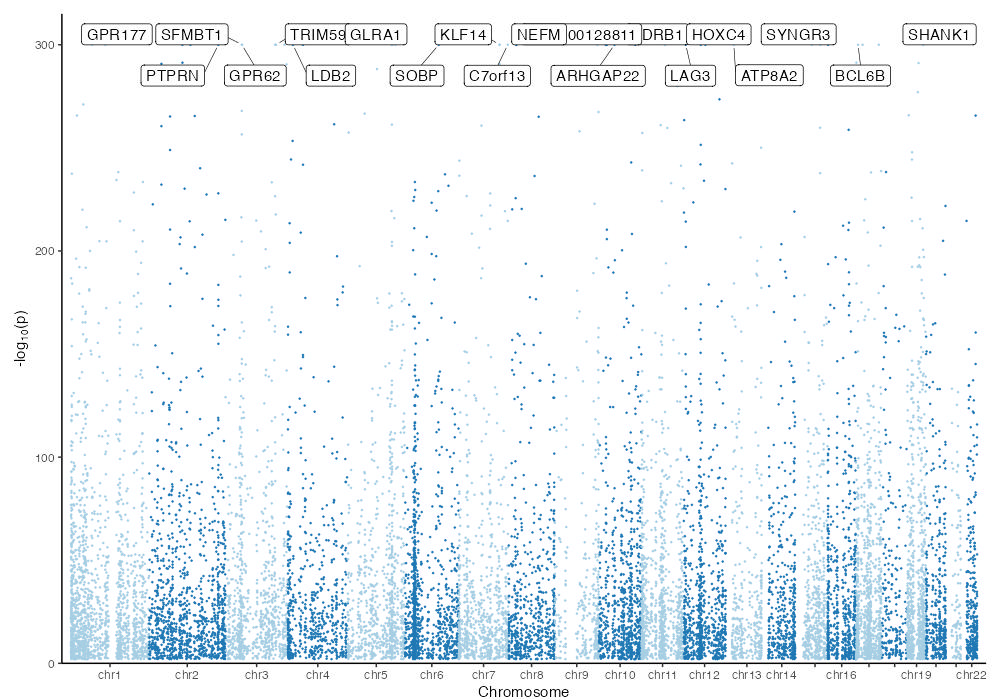 GPR177 SFMBT1 TRIM59 GLRA1 KLF14 NEFM 00128811 DRB1 HOXC4 SYNGR3 SHANK1
PTPRN GPR62 LDB2 SOBP C7orf13 ARHGAP22 LAG3 ATP8A2 BCL6B
300
200
100
0
-log10(p)
chr1 chr2 chr3 chr4 chr5 chr6 chr7 chr8 chr9 chr10 chr11 chr12 chr13 chr14 chr16 chr19 chr22
Chromosome